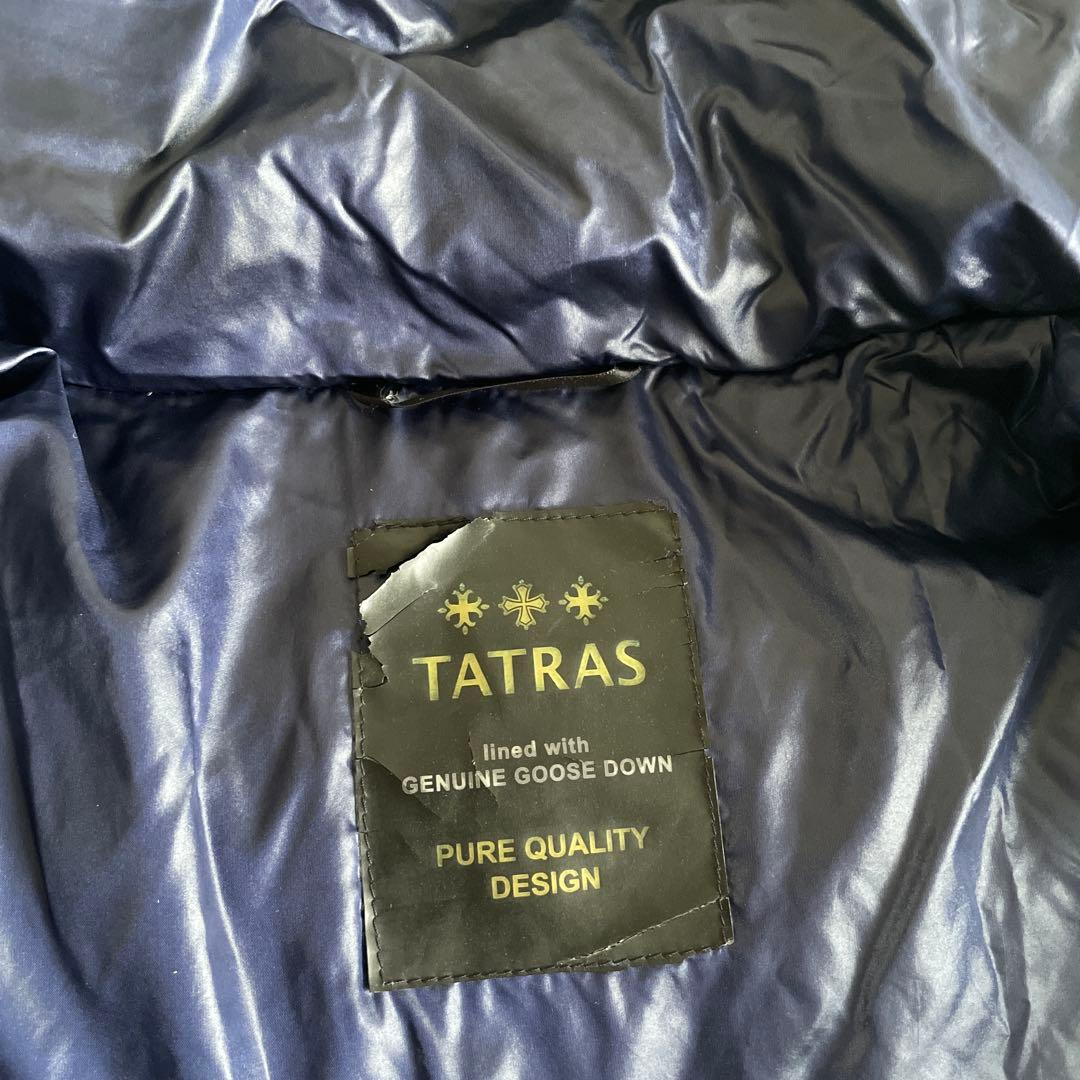 TATRAS
lined with
GENUINE GOOSE DOWN
PURE QUALITY
DESIGN